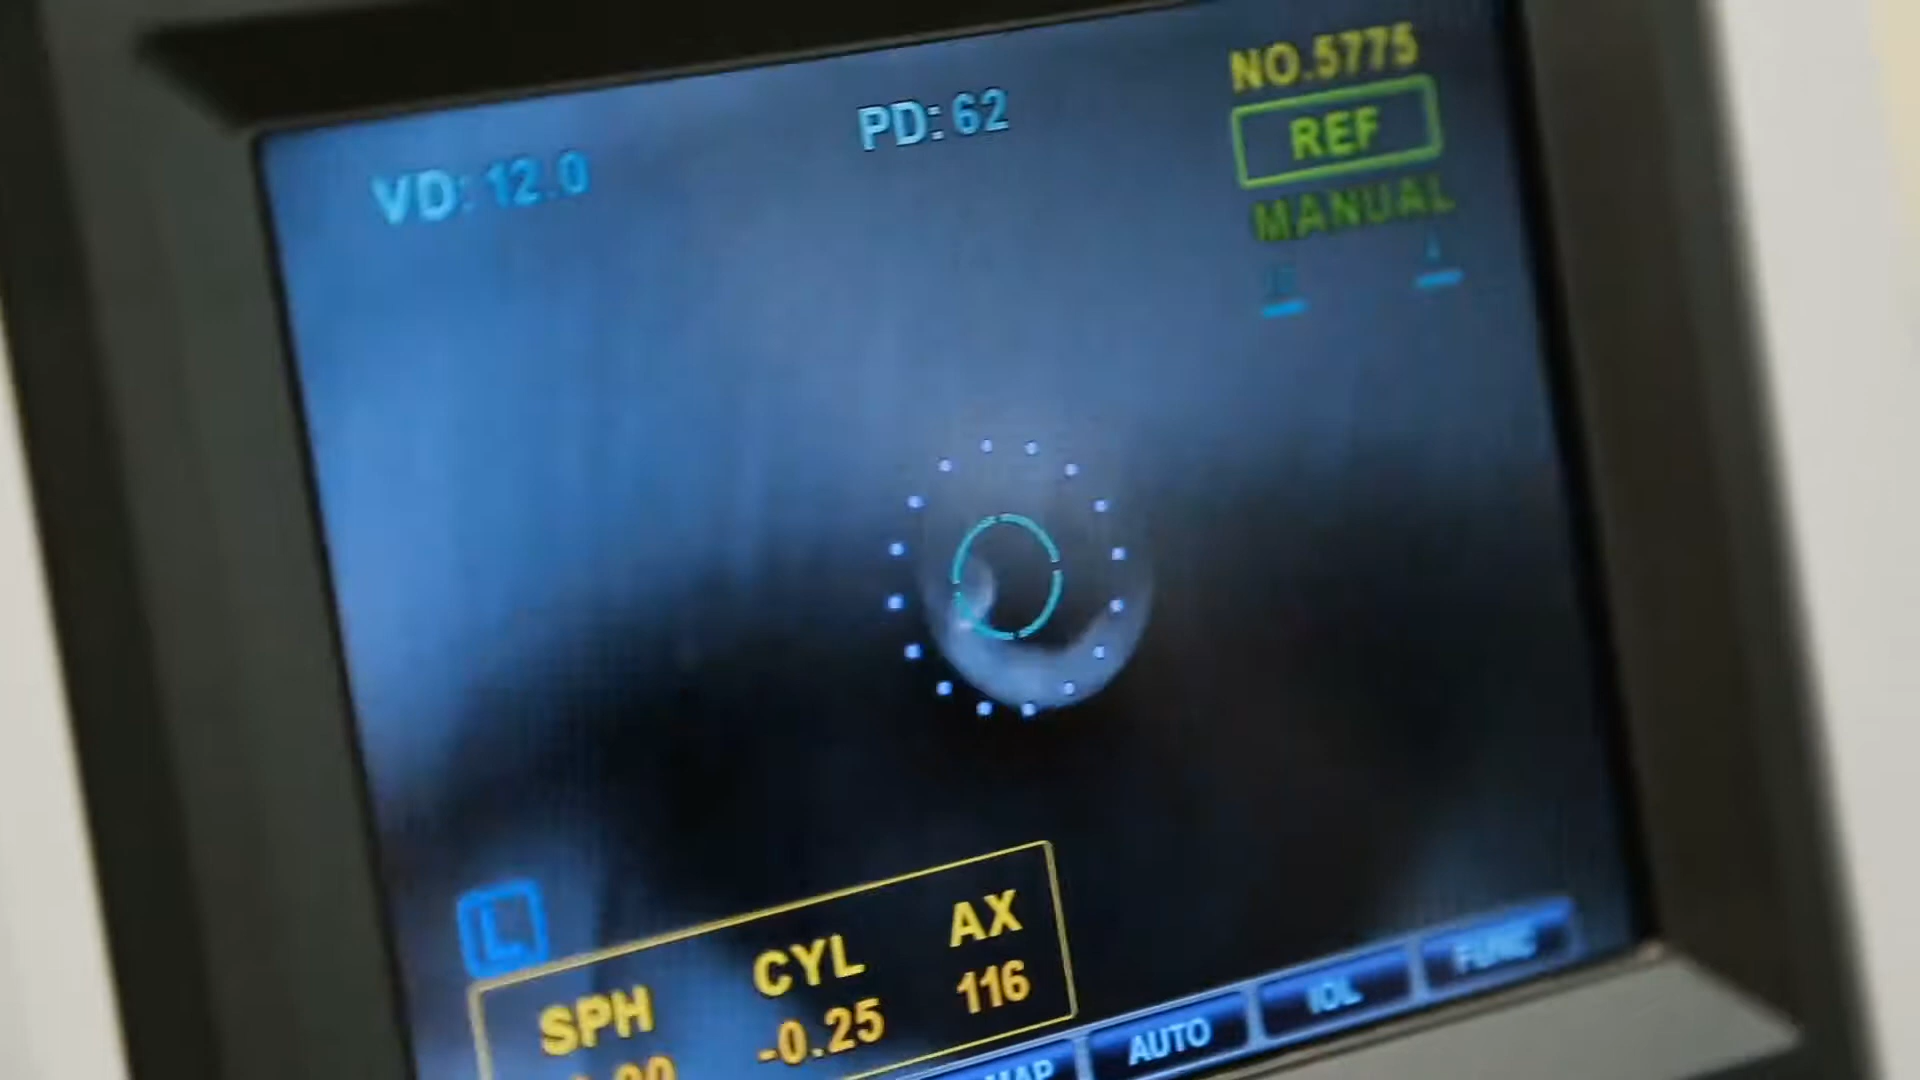 NO.5775
PD: 62
REF
VD: 12.0
MANUAL
L
SPH CYL AX
-0.25 116
AUTO IOL FUNC